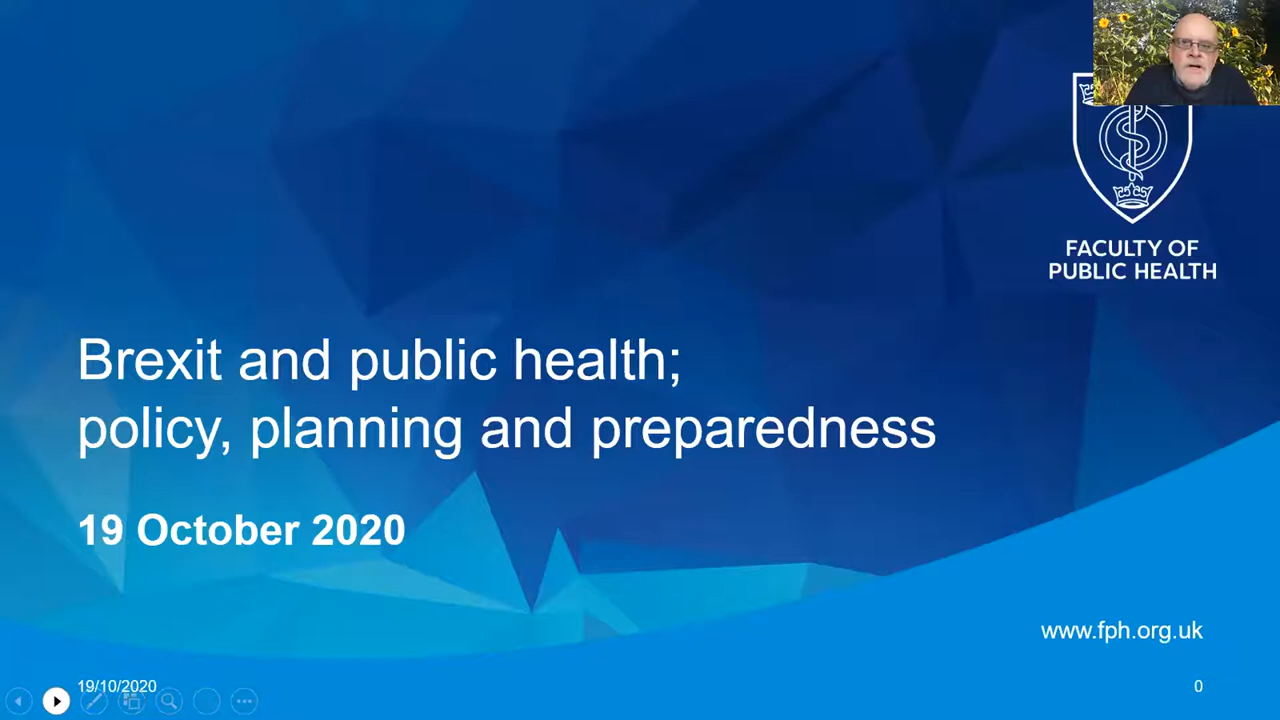 FACULTY OF
PUBLIC HEALTH
Brexit and public health;
policy, planning and preparedness
19 October 2020
www.fph.org.uk
19/10/2020
0